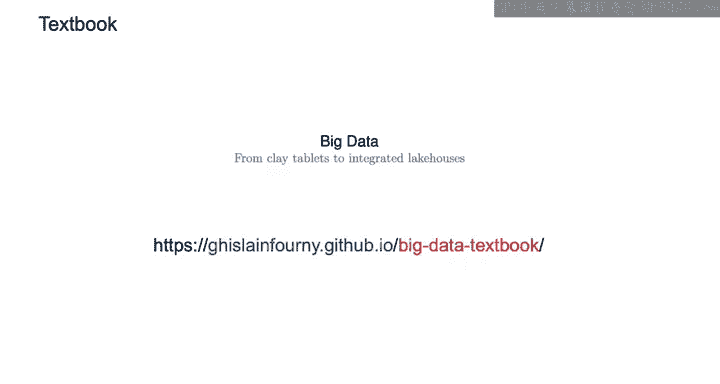 Textbook
Big Data
From clay tablets to integrated lakehouses
https://ghislainfourny.github.io/big-data-textbook/